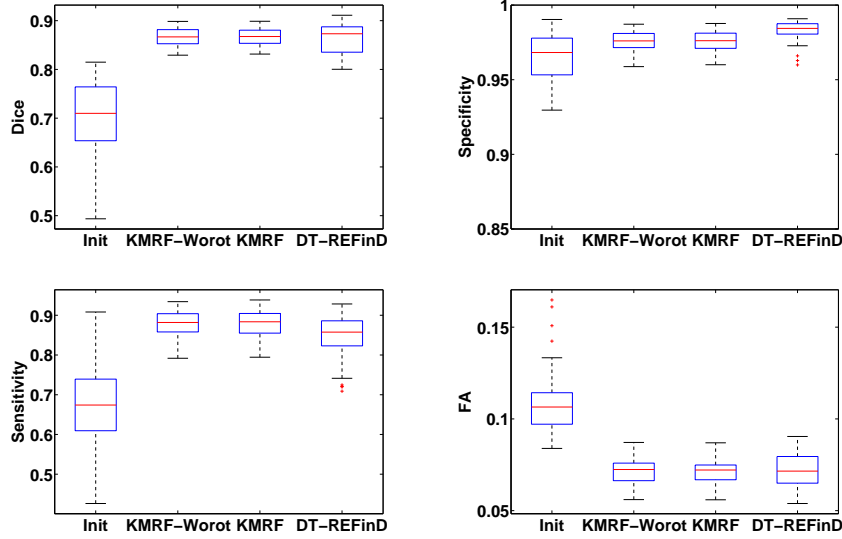 0.9
0.8
0.7
0.6
0.5
Dice
Init KMRF−Worot KMRF DT−REFinD
1
0.95
0.9
0.85
Specificity
Init KMRF−Worot KMRF DT−REFinD
0.9
0.8
0.7
0.6
0.5
Sensitivity
Init KMRF−Worot KMRF DT−REFinD
0.15
0.1
0.05
FA
Init KMRF−Worot KMRF DT−REFinD